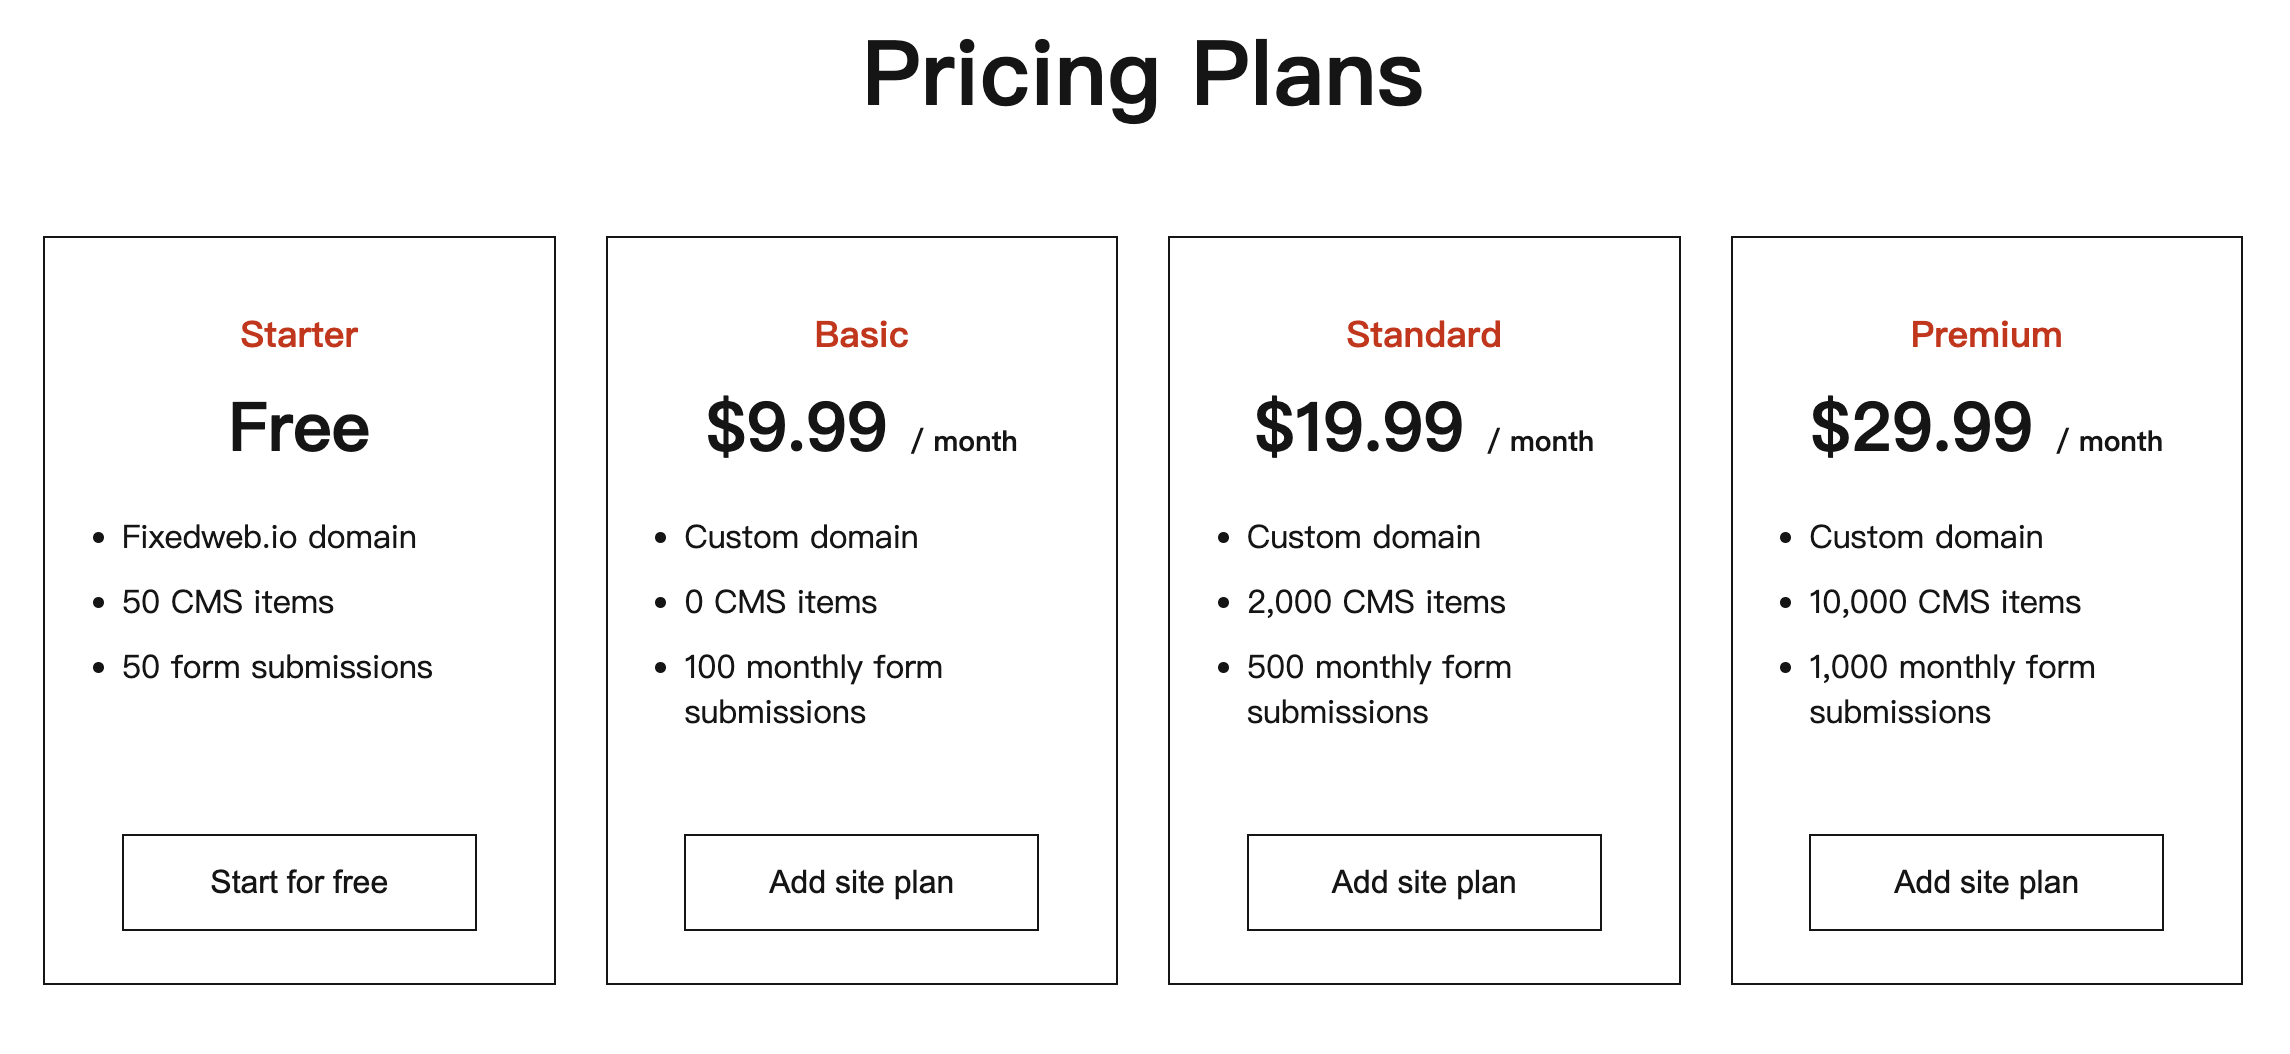 Pricing Plans
Starter
Free
Fixedweb.io domain
50 CMS items
50 form submissions
Start for free
Basic
$9.99 / month
Custom domain
0 CMS items
100 monthly form
submissions
Add site plan
Standard
$19.99 / month
Custom domain
2,000 CMS items
500 monthly form
submissions
Add site plan
Premium
$29.99 / month
Custom domain
10,000 CMS items
1,000 monthly form
submissions
Add site plan